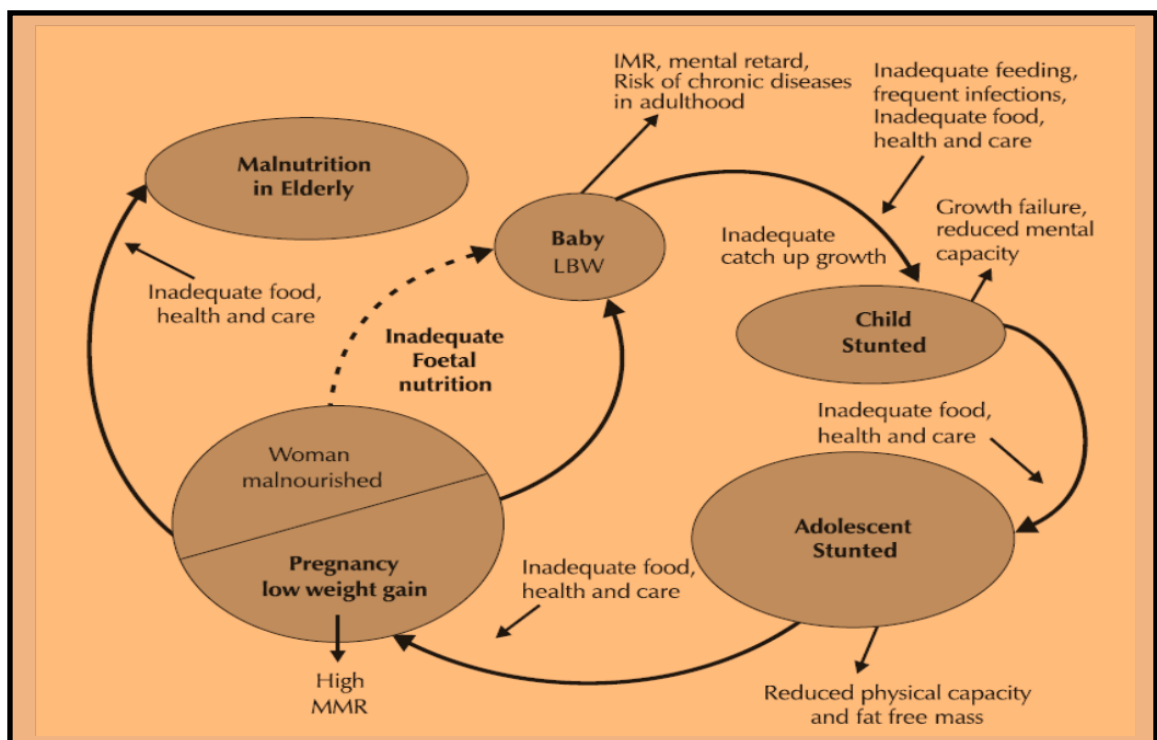 IMR, mental retard,
Risk of chronic diseases
in adulthood
Inadequate feeding,
frequent infections,
Inadequate food,
health and care
Malnutrition
in Elderly
Baby
LBW
Growth failure,
reduced mental
capacity
Inadequate
catch up growth
Inadequate food,
health and care
Child
Stunted
Inadequate
Foetal
nutrition
Inadequate food,
health and care
Woman
malnourished
Adolescent
Stunted
Pregnancy
low weight gain
Inadequate food,
health and care
High
MMR
Reduced physical capacity
and fat free mass